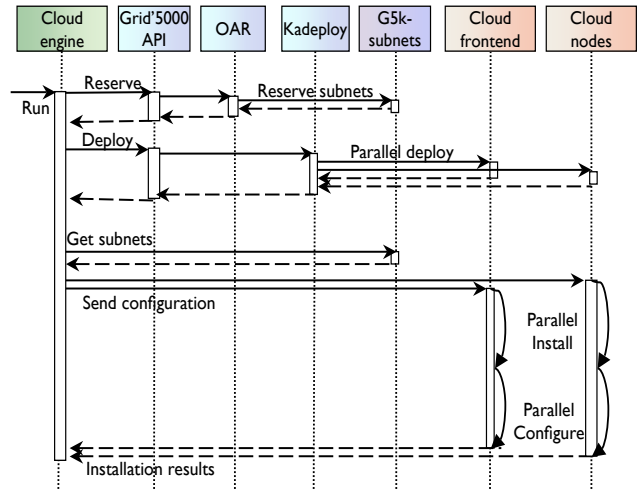 Cloud engine
Grid'5000 API
OAR
Kadeploy
G5k-subnets
Cloud frontend
Cloud nodes
Reserve
Reserve subnets
Run
Deploy
Parallel deploy
Get subnets
Send configuration
Parallel Install
Parallel Configure
Installation results